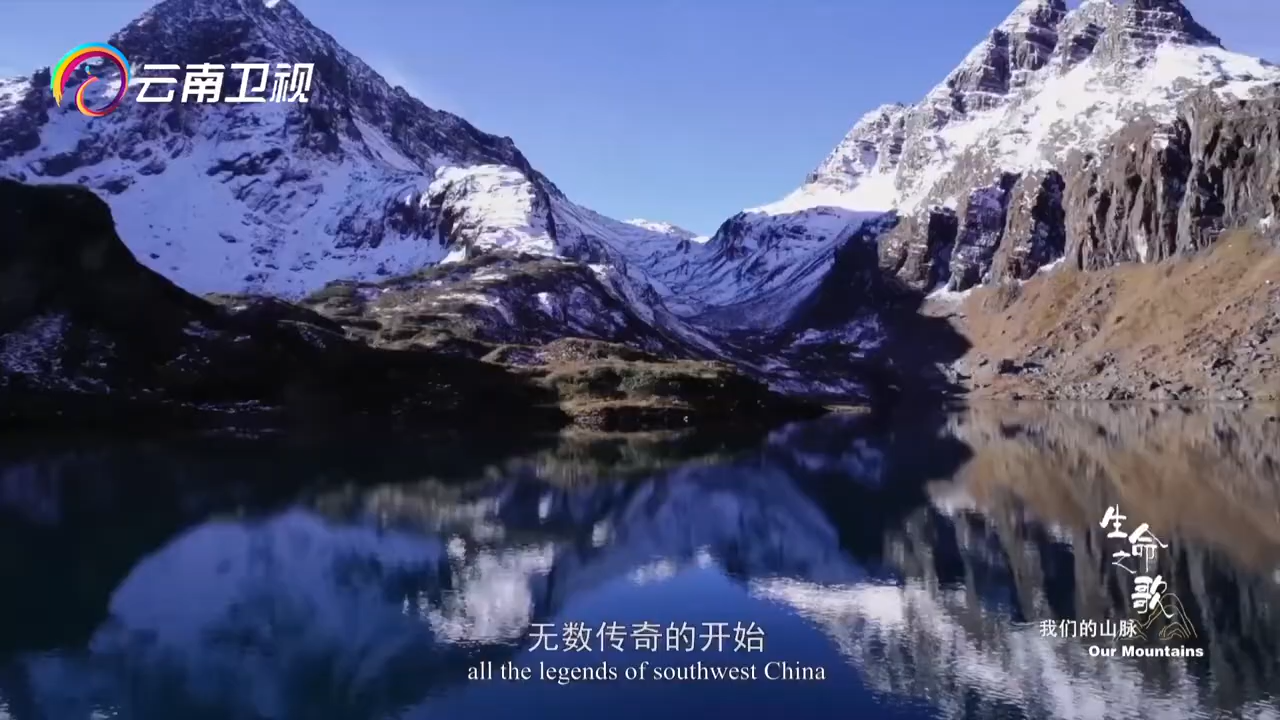 云南卫视
无数传奇的开始
all the legends of southwest China
生命之歌
我们的山脉
Our Mountains